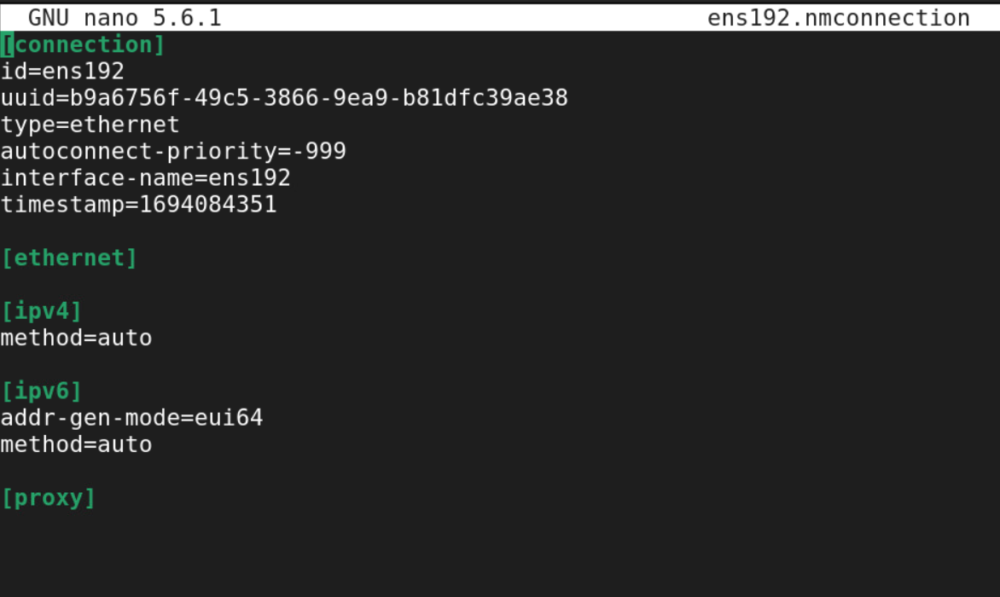 GNU nano 5.6.1 ens192.nmconnection
[connection]
id=ens192
uuid=b9a6756f-49c5-3866-9ea9-b81dfc39ae38
type=ethernet
autoconnect-priority=-999
interface-name=ens192
timestamp=1694084351
[ethernet]
[ipv4]
method=auto
[ipv6]
addr-gen-mode=eui64
method=auto
[proxy]